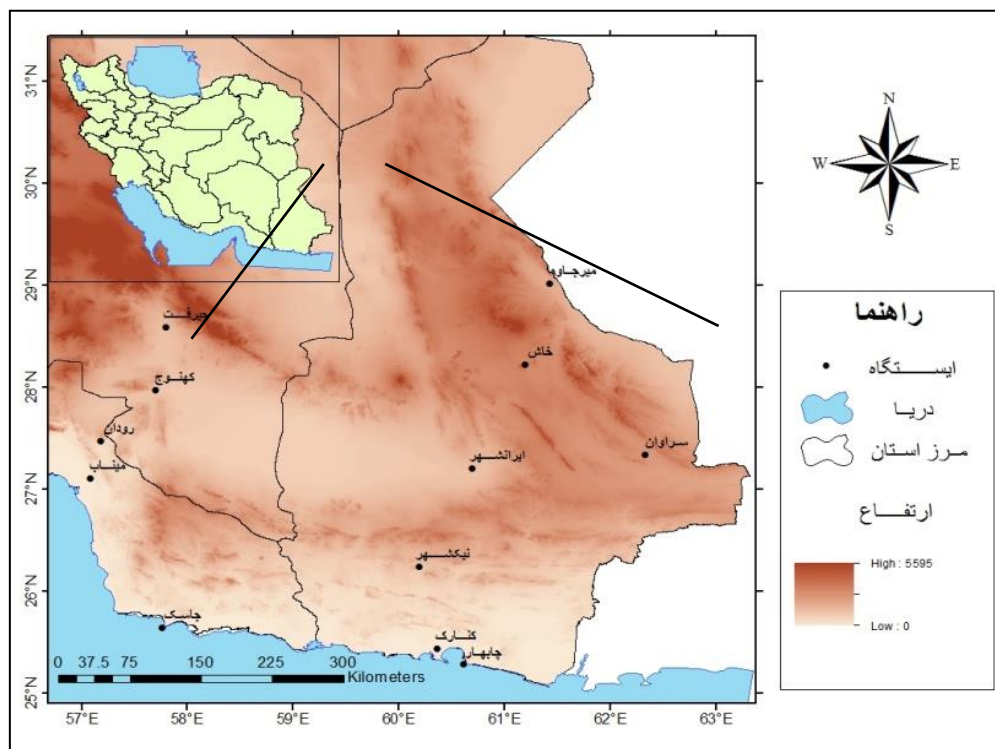 31°N
30°N
29°N
28°N
27°N
26°N
25°N
میرجاوه
جیرفت
خاش
کهنوج
رودان
سراوان
ایرانشهر
میناب
نیکشهر
جاسک
کنارک
چابهار
0 37.5 75 150 225 300
Kilometers
57°E 58°E 59°E 60°E 61°E 62°E 63°E
N
W E
S
راهنما
ایستگاه
دریا
مرز استان
ارتفاع
High : 5595
Low : 0